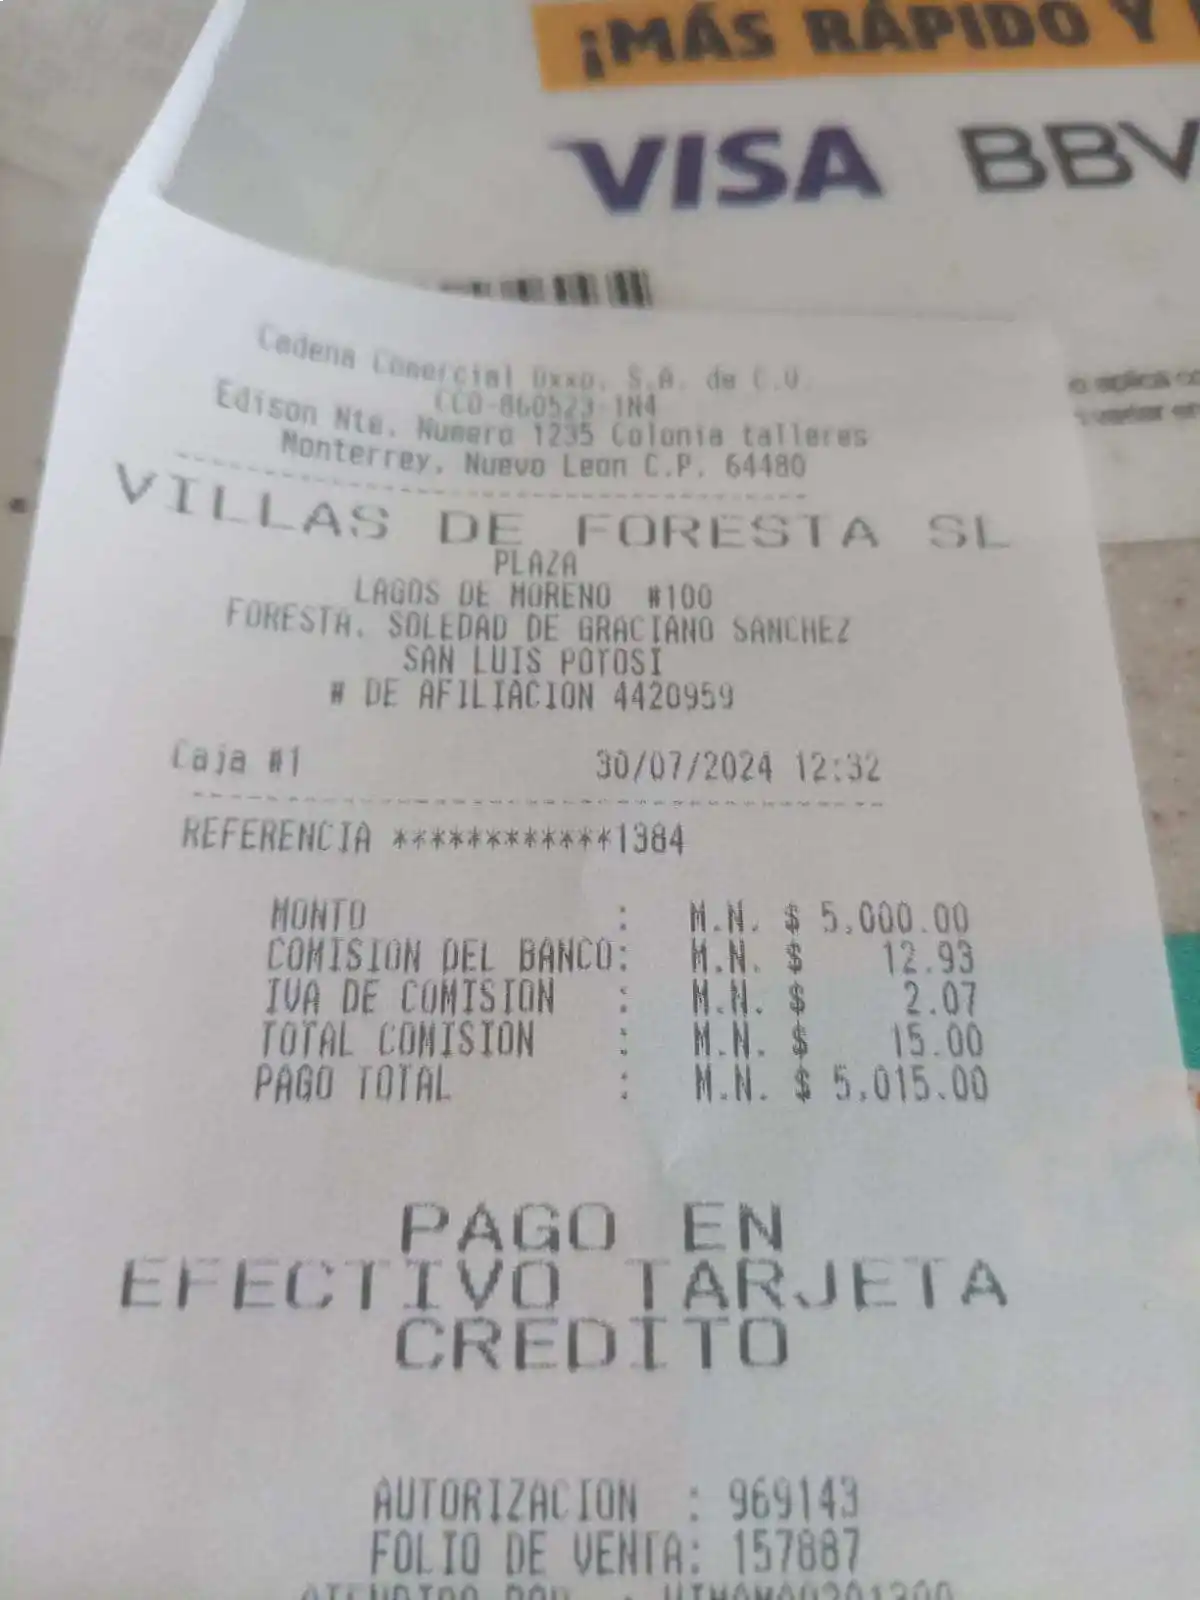 ¡MÁS RÁPIDO Y
VISA BBV
Cadena Comercial Oxxo, S.A. de C.V.
CCO-860523-1N4
Edison Nte. Numero 1235 Colonia talleres
Monterrey, Nuevo Leon C.P. 64480
VILLAS DE FORESTA SL
PLAZA
LAGOS DE MORENO #100
FORESTA, SOLEDAD DE GRACIANO SANCHEZ
SAN LUIS POTOSI
# DE AFILIACION 4420959
Caja #1 30/07/2024 12:32
REFERENCIA ************1384
MONTO : M.N. $ 5,000.00
COMISION DEL BANCO: M.N. $ 12.93
IVA DE COMISION : M.N. $ 2.07
TOTAL COMISION : M.N. $ 15.00
PAGO TOTAL : M.N. $ 5,015.00
PAGO EN
EFECTIVO TARJETA
CREDITO
AUTORIZACION : 969143
FOLIO DE VENTA: 157887